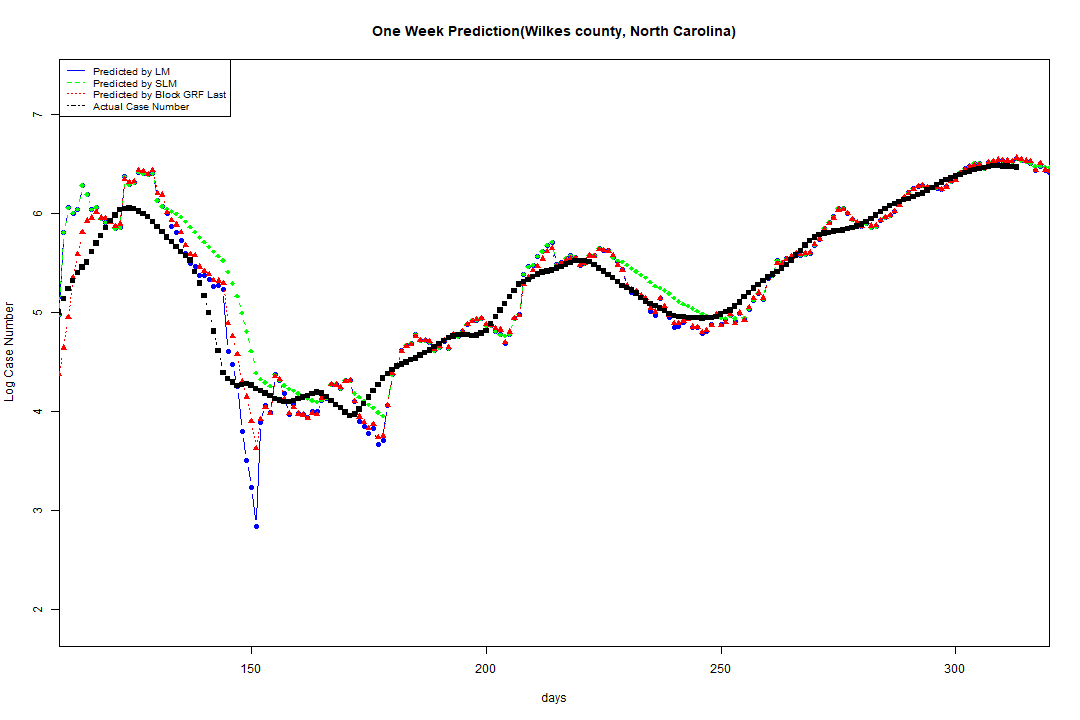 One Week Prediction(Wilkes county, North Carolina)
Predicted by LM
Predicted by SLM
Predicted by Block GRF Last
Actual Case Number
Log Case Number
7
6
5
4
3
2
150
200
250
300
days